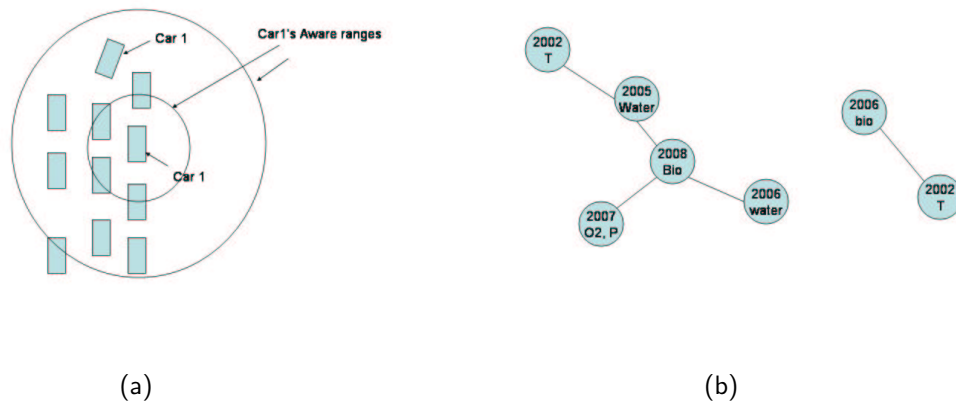 Car 1
Car1's Aware ranges
Car 1
2002
T
2005
Water
2008
Bio
2007
O2, P
2006
water
2006
bio
2002
T
(a)
(b)